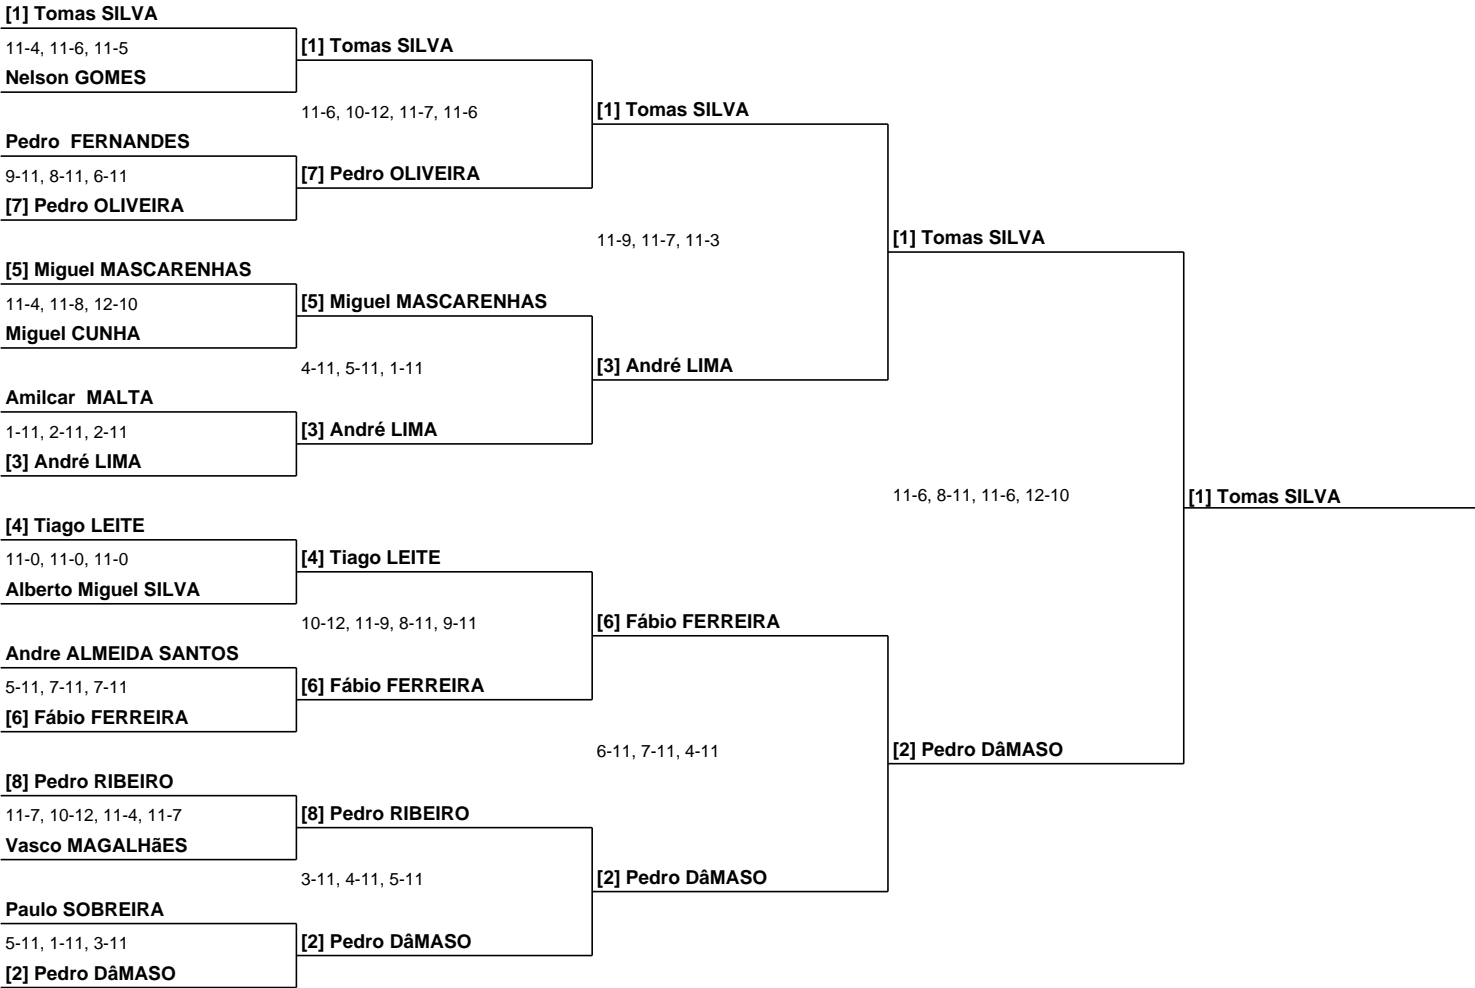 [1] Tomas SILVA
11-4, 11-6, 11-5
Nelson GOMES
Pedro  FERNANDES
9-11, 8-11, 6-11
[7] Pedro OLIVEIRA
[5] Miguel MASCARENHAS
11-4, 11-8, 12-10
Miguel CUNHA
Amilcar  MALTA
1-11, 2-11, 2-11
[3] André LIMA
[4] Tiago LEITE
11-0, 11-0, 11-0
Alberto Miguel SILVA
Andre ALMEIDA SANTOS
5-11, 7-11, 7-11
[6] Fábio FERREIRA
[8] Pedro RIBEIRO
11-7, 10-12, 11-4, 11-7
Vasco MAGALHãES
Paulo SOBREIRA
5-11, 1-11, 3-11
[2] Pedro DâMASO
[1] Tomas SILVA
11-6, 10-12, 11-7, 11-6
[7] Pedro OLIVEIRA
[5] Miguel MASCARENHAS
4-11, 5-11, 1-11
[3] André LIMA
[4] Tiago LEITE
10-12, 11-9, 8-11, 9-11
[6] Fábio FERREIRA
[8] Pedro RIBEIRO
3-11, 4-11, 5-11
[2] Pedro DâMASO
[1] Tomas SILVA
11-9, 11-7, 11-3
[3] André LIMA
[6] Fábio FERREIRA
6-11, 7-11, 4-11
[2] Pedro DâMASO
[1] Tomas SILVA
11-6, 8-11, 11-6, 12-10
[2] Pedro DâMASO
[1] Tomas SILVA